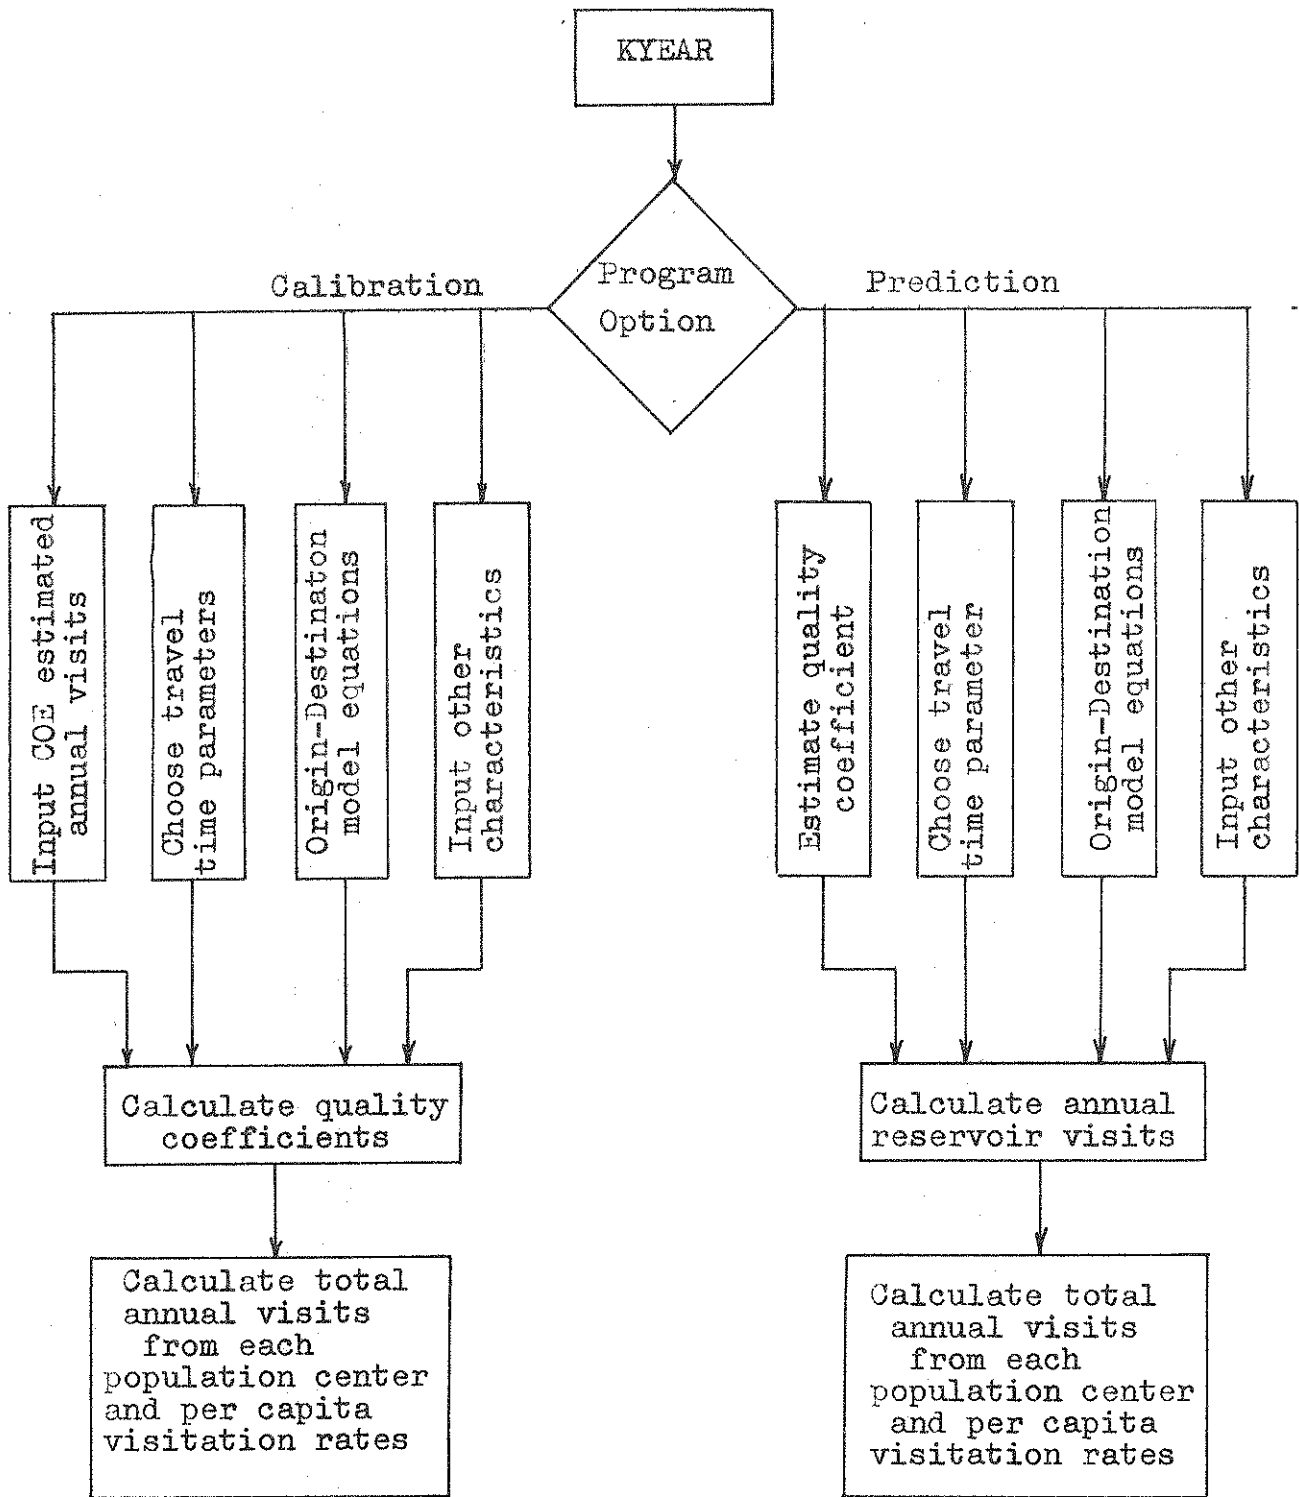 KYEAR
Program
Option
Calibration
Prediction
Input COE estimated
annual visits
Choose travel
time parameters
Origin-Destinaton
model equations
Input other
characteristics
Estimate quality
coefficient
Choose travel
time parameter
Origin-Destination
model equations
Input other
characteristics
Calculate quality
coefficients
Calculate annual
reservoir visits
Calculate total
annual visits
from each
population center
and per capita
visitation rates
Calculate total
annual visits
from each
population center
and per capita
visitation rates